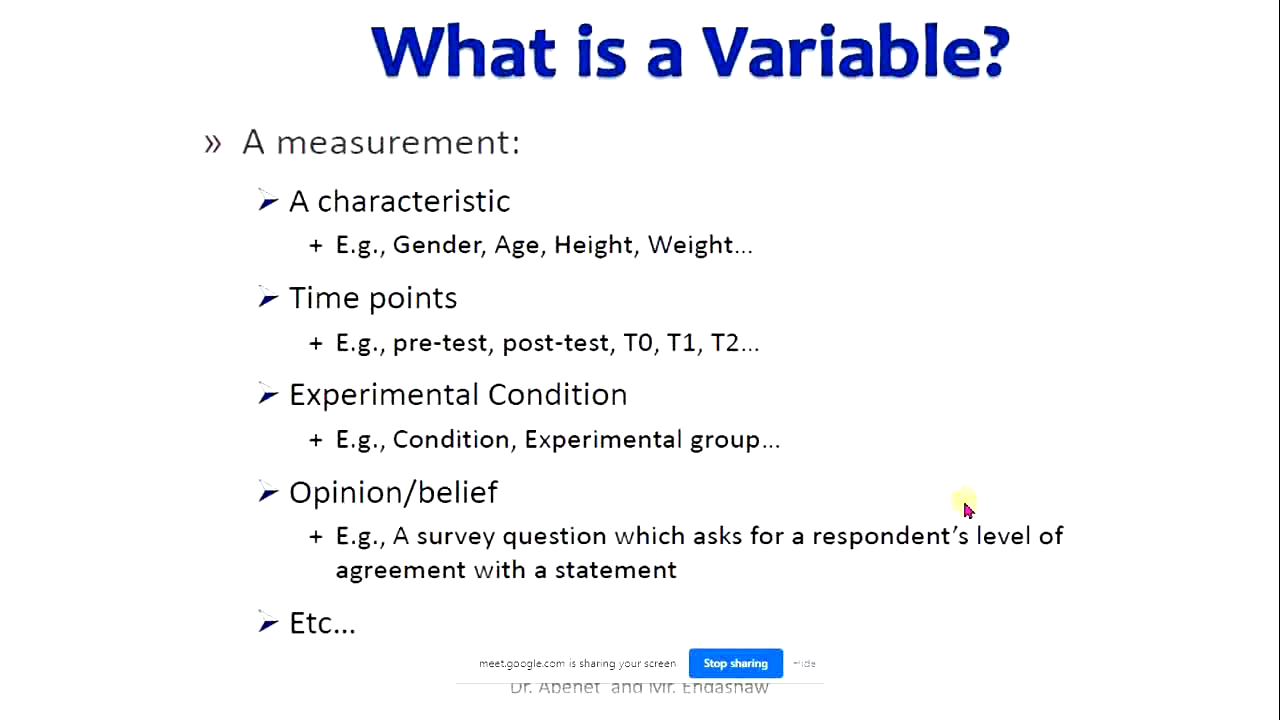 What is a Variable?
» A measurement:
➢ A characteristic
+ E.g., Gender, Age, Height, Weight...
➢ Time points
+ E.g., pre-test, post-test, T0, T1, T2...
➢ Experimental Condition
+ E.g., Condition, Experimental group...
➢ Opinion/belief
+ E.g., A survey question which asks for a respondent’s level of
agreement with a statement
➢ Etc...
meet.google.com is sharing your screen Stop sharing Hide
Dr. Abenet and Mr. Endashaw